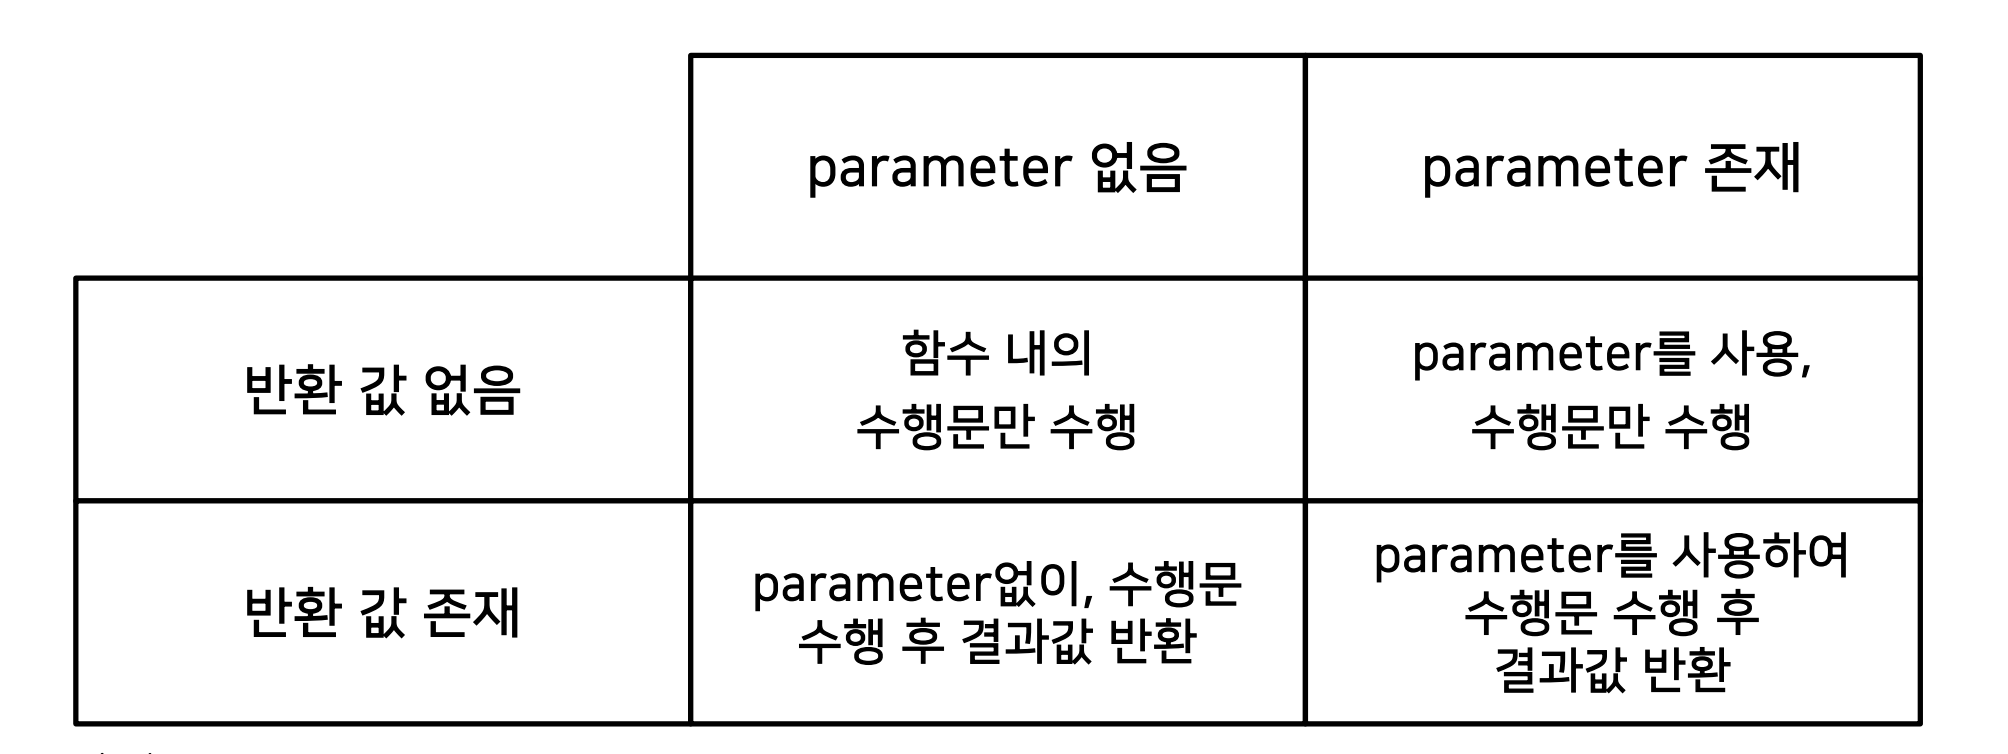 parameter 없음
parameter 존재
반환 값 없음
함수 내의
수행문만 수행
parameter를 사용,
수행문만 수행
반환 값 존재
parameter없이, 수행문
수행 후 결과값 반환
parameter를 사용하여
수행문 수행 후
결과값 반환